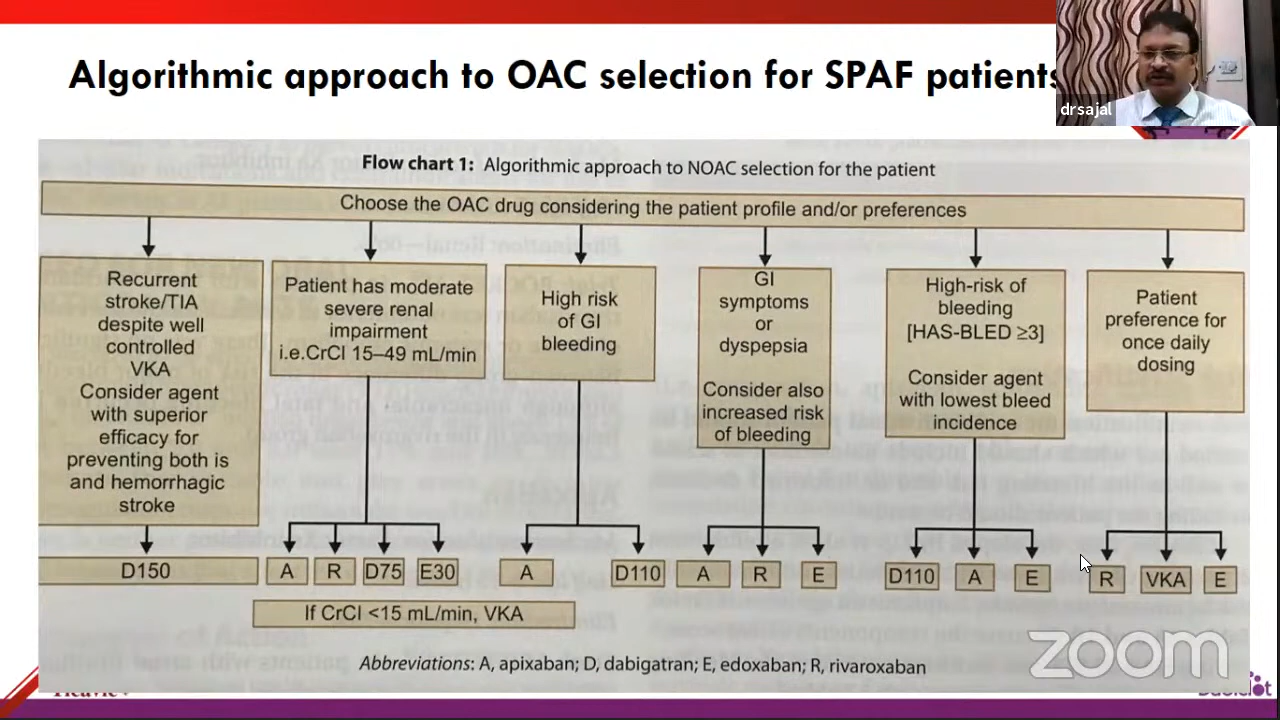 Algorithmic approach to OAC selection for SPAF patients
drsajal
Flow chart 1: Algorithmic approach to NOAC selection for the patient
Choose the OAC drug considering the patient profile and/or preferences
Recurrent
stroke/TIA
despite well
controlled
VKA
Consider agent
with superior
efficacy for
preventing both is
and hemorrhagic
stroke
D150
Patient has moderate
severe renal
impairment
i.e.CrCl 15–49 mL/min
A R D75 E30
If CrCl <15 mL/min, VKA
High risk
of GI
bleeding
A D110
GI
symptoms
or
dyspepsia
Consider also
increased risk
of bleeding
A R E
High-risk of
bleeding
[HAS-BLED ≥3]
Consider agent
with lowest bleed
incidence
D110 A E
Patient
preference for
once daily
dosing
R VKA E
Abbreviations: A, apixaban; D, dabigatran; E, edoxaban; R, rivaroxaban
zoom